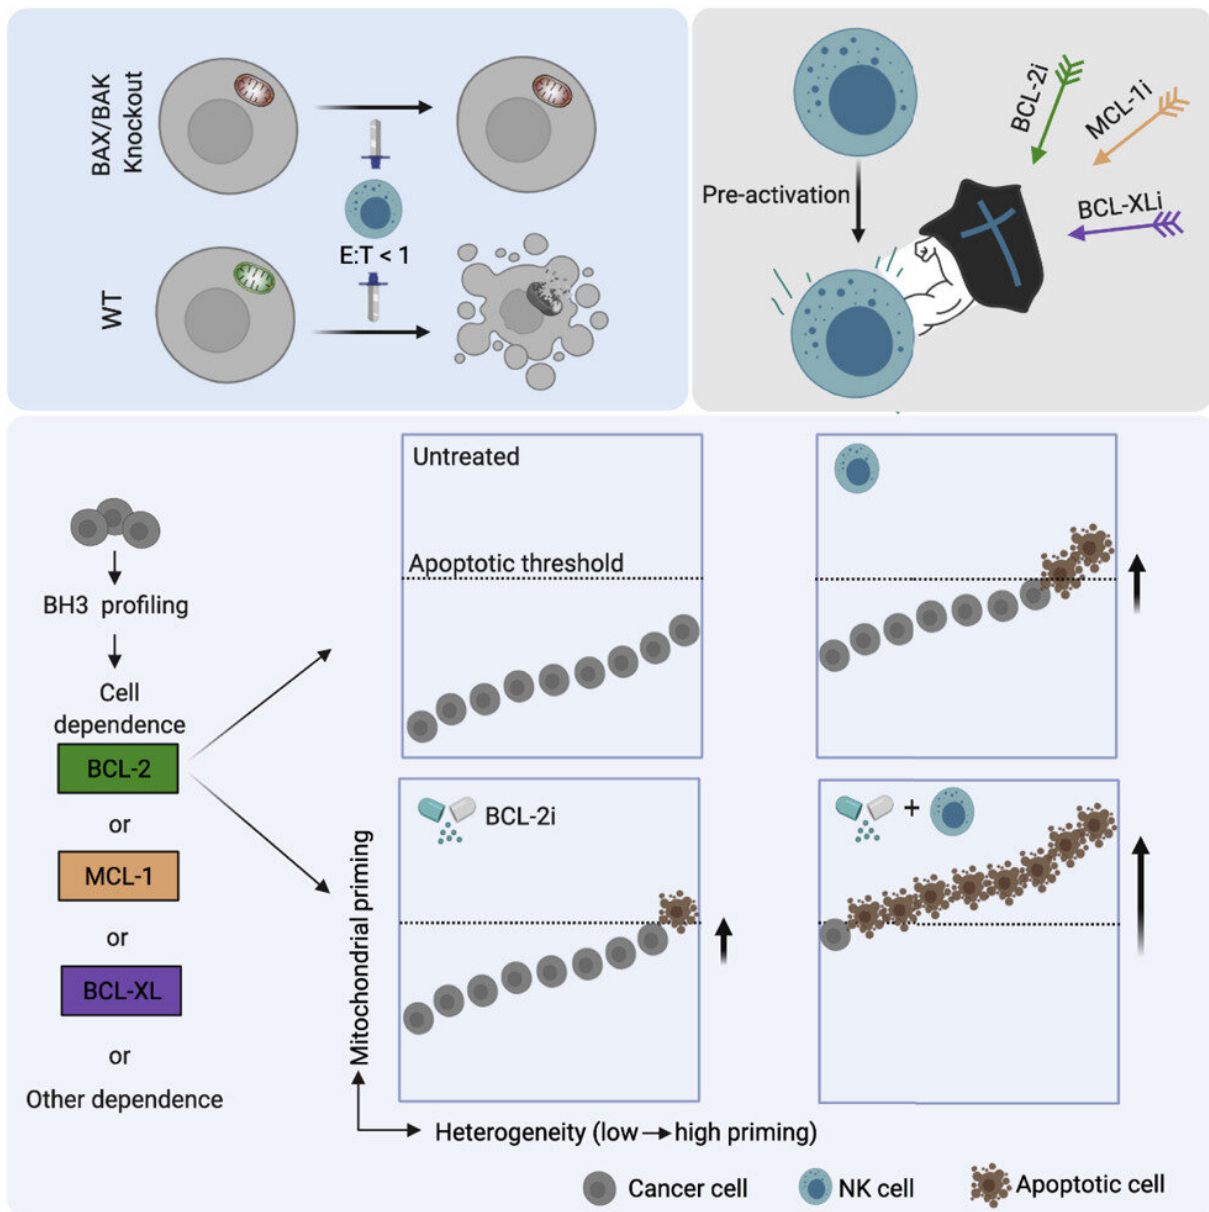 BAX/BAK
Knockout
E:T < 1
WT
Pre-activation
BCL-2i
MCL-1i
BCL-XLi
BH3 profiling
Cell
dependence
BCL-2
or
MCL-1
or
BCL-XL
or
Other dependence
Untreated
Apoptotic threshold
BCL-2i
+
Mitochondrial priming
Heterogeneity (low → high priming)
Cancer cell
NK cell
Apoptotic cell